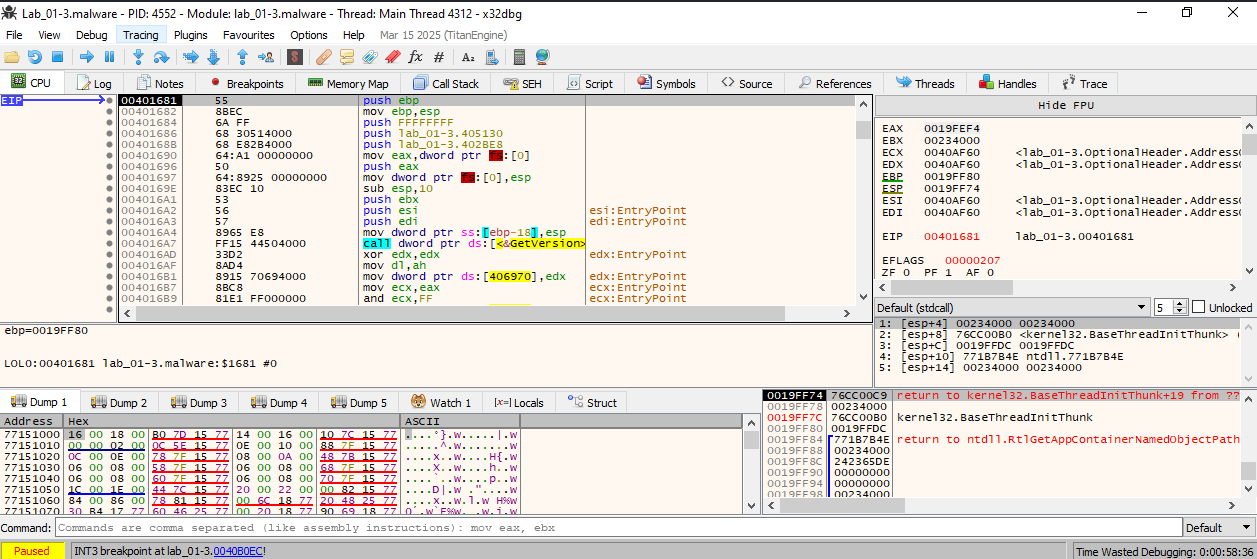 Lab_01-3.malware - PID: 4552 - Module: lab_01-3.malware - Thread: Main Thread 4312 - x32dbg
File View Debug Tracing Plugins Favourites Options Help Mar 15 2025 (TitanEngine)
CPU Log Notes Breakpoints Memory Map Call Stack SEH Script Symbols Source References Threads Handles Trace
EIP
00401681 55 push ebp
00401682 8BEC mov ebp,esp
00401684 6A FF push FFFFFFFF
00401686 68 30514000 push lab_01-3.405130
0040168B 68 E82B4000 push lab_01-3.402BE8
00401690 64:A1 00000000 mov eax,dword ptr fs:[0]
00401696 50 push eax
00401697 64:8925 00000000 mov dword ptr fs:[0],esp
0040169E 83EC 10 sub esp,10
004016A1 53 push ebx
004016A2 56 push esi esi:EntryPoint
004016A3 57 push edi edi:EntryPoint
004016A4 8965 E8 mov dword ptr ss:[ebp-18],esp
004016A7 FF15 44504000 call dword ptr ds:[<&GetVersion>
004016AD 33D2 xor edx,edx edx:EntryPoint
004016AF 8AD4 mov dl,ah
004016B1 8915 70694000 mov dword ptr ds:[406970],edx edx:EntryPoint
004016B7 8BC8 mov ecx,eax ecx:EntryPoint
004016B9 81E1 FF000000 and ecx,FF ecx:EntryPoint
Hide FPU
EAX 0019FEF4
EBX 00234000
ECX 0040AF60 <lab_01-3.OptionalHeader.Address
EDX 0040AF60 <lab_01-3.OptionalHeader.Address
EBP 0019FF80
ESP 0019FF74
ESI 0040AF60 <lab_01-3.OptionalHeader.Address
EDI 0040AF60 <lab_01-3.OptionalHeader.Address
EIP 00401681 lab_01-3.00401681
EFLAGS 00000207
ZF 0 PF 1 AF 0
Default (stdcall) 5 Unlocked
1: [esp+4] 00234000 00234000
2: [esp+8] 76CC00B0 <kernel32.BaseThreadInitThunk> (
3: [esp+C] 0019FFDC 0019FFDC
4: [esp+10] 771B7B4E ntdll.771B7B4E
5: [esp+14] 00234000 00234000
ebp=0019FF80
LOL0:00401681 lab_01-3.malware:$1681 #0
Dump 1 Dump 2 Dump 3 Dump 4 Dump 5 Watch 1 [x=] Locals Struct
Address Hex ASCII
77151000 16 00 18 00 B0 7D 15 77 14 00 16 00 10 7C 15 77 ....°}.w.....|.w
77151010 00 00 02 00 0C 5E 15 77 0E 00 10 00 88 7F 15 77
77151020 0C 00 0E 00 78 7F 15 77 08 00 0A 00 48 7B 15 77 ....x..w....H{.w
77151030 06 00 08 00 58 7F 15 77 06 00 08 00 68 7F 15 77 ....X..w....h..w
77151040 06 00 08 00 60 7F 15 77 06 00 08 00 70 7F 15 77 ....`..w....p..w
77151050 1C 00 1E 00 44 7C 15 77 20 00 22 00 00 82 15 77 ....D|.w ."....w
77151060 84 00 86 00 78 81 15 77 00 6C 18 77 20 48 25 77 ....x..w.l.w H%w
77151070 30 B4 17 77 60 46 25 77 00 20 18 77 90 69 18 77
0019FF74 76CC00C9 return to kernel32.BaseThreadInitThunk+19 from ??
0019FF78 00234000
0019FF7C 76CC00B0 kernel32.BaseThreadInitThunk
0019FF80 0019FFDC
0019FF84 771B7B4E return to ntdll.RtlGetAppContainerNamedObjectPath
0019FF88 00234000
0019FF8C 242365DE
0019FF90 00000000
0019FF94 00000000
0019FF98 00234000
Command: Commands are comma separated (like assembly instructions): mov eax, ebx Default
Paused INT3 breakpoint at lab_01-3.0040B0EC! Time Wasted Debugging: 0:00:58:36